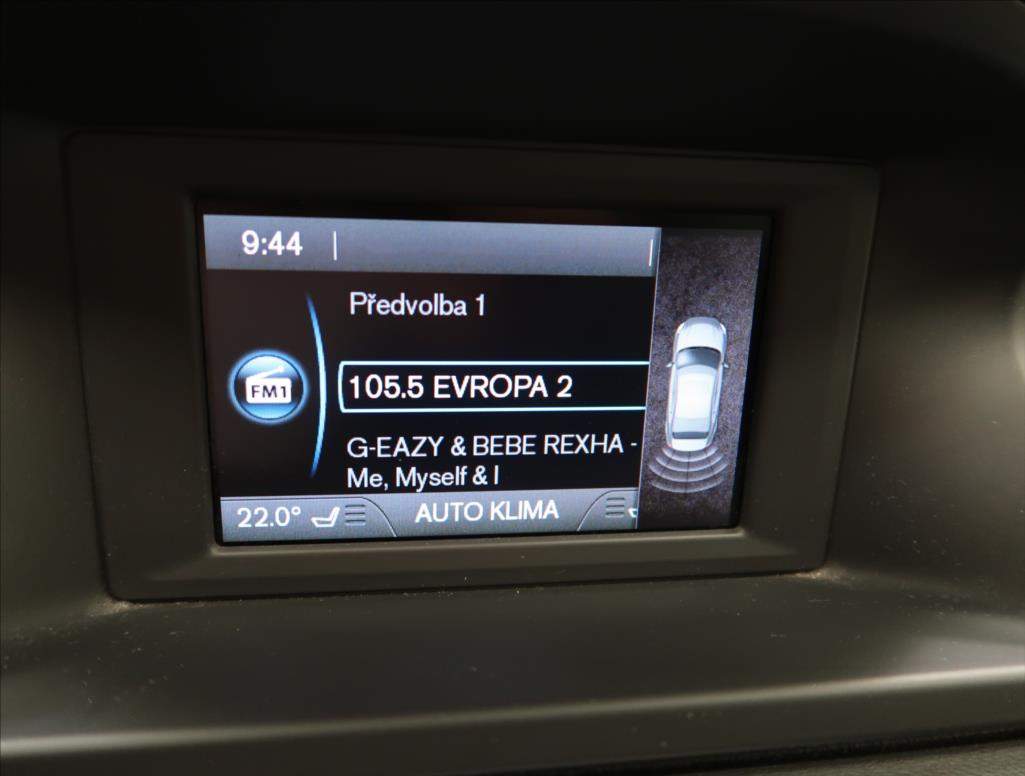 9:44
Předvolba 1
FM1
105.5 EVROPA 2
G-EAZY & BEBE REXHA -
Me, Myself & I
22.0° AUTO KLIMA